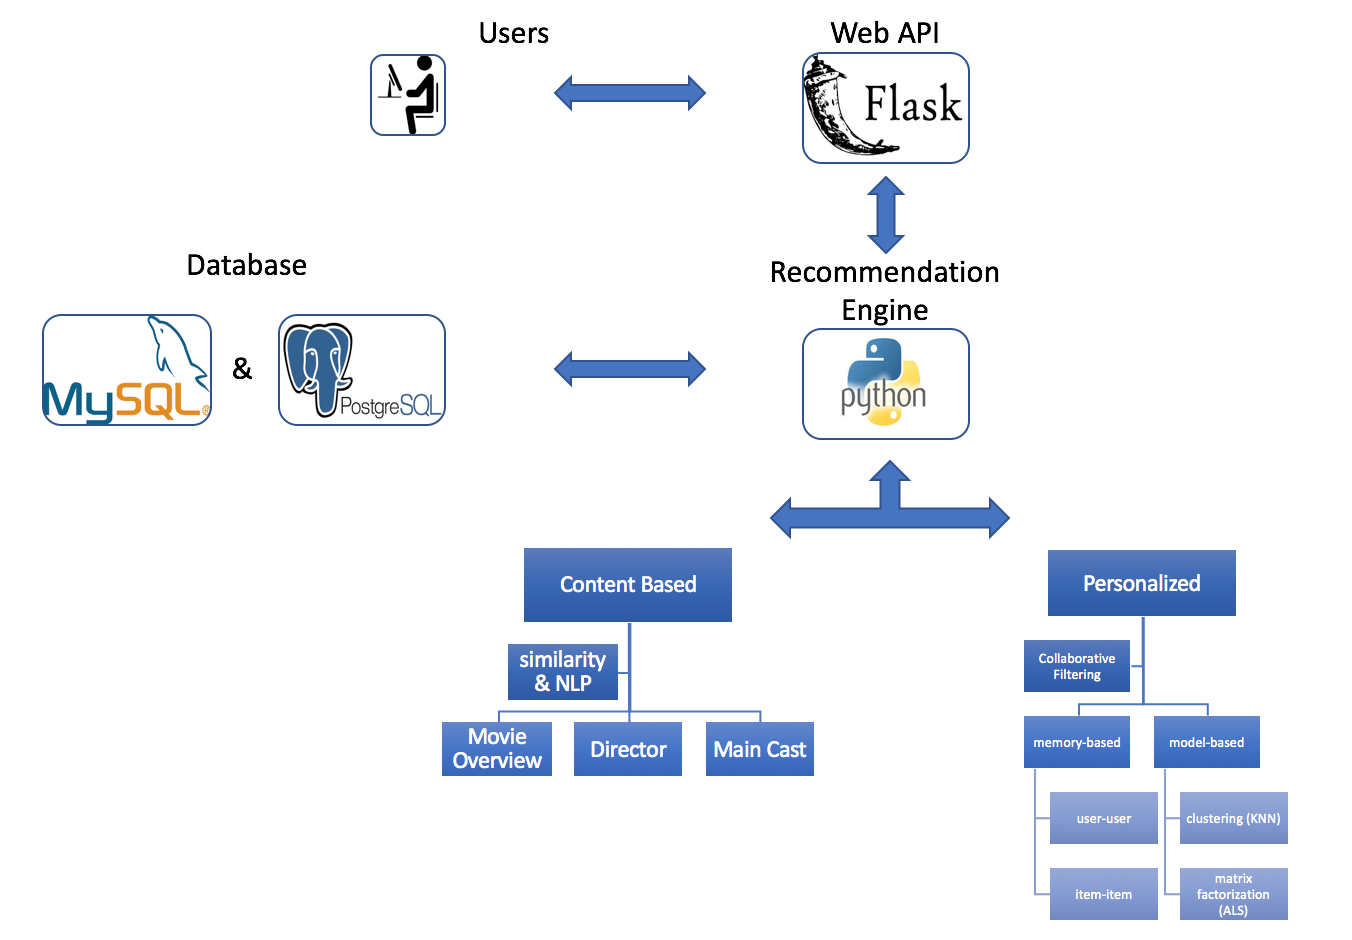 Users
Web API
Flask
Database
Recommendation
Engine
MySQL®
&
PostgreSQL
python
Content Based
Personalized
similarity
& NLP
Collaborative
Filtering
Movie
Overview
Director
Main Cast
memory-based
model-based
user-user
clustering (KNN)
item-item
matrix
factorization
(ALS)